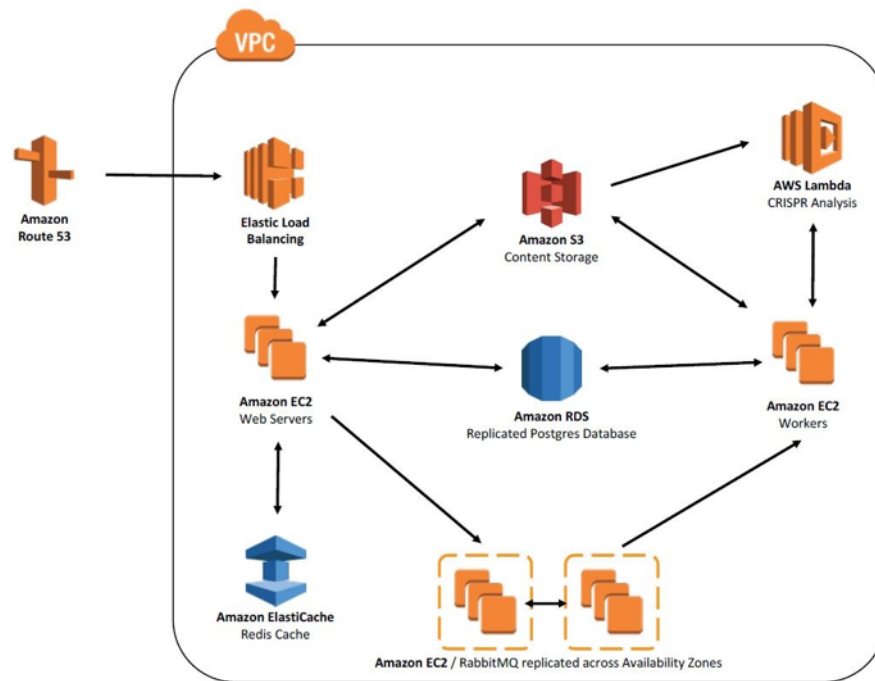 VPC
Amazon
Route 53
Elastic Load
Balancing
Amazon S3
Content Storage
AWS Lambda
CRISPR Analysis
Amazon EC2
Web Servers
Amazon RDS
Replicated Postgres Database
Amazon EC2
Workers
Amazon ElastiCache
Redis Cache
Amazon EC2 / RabbitMQ replicated across Availability Zones